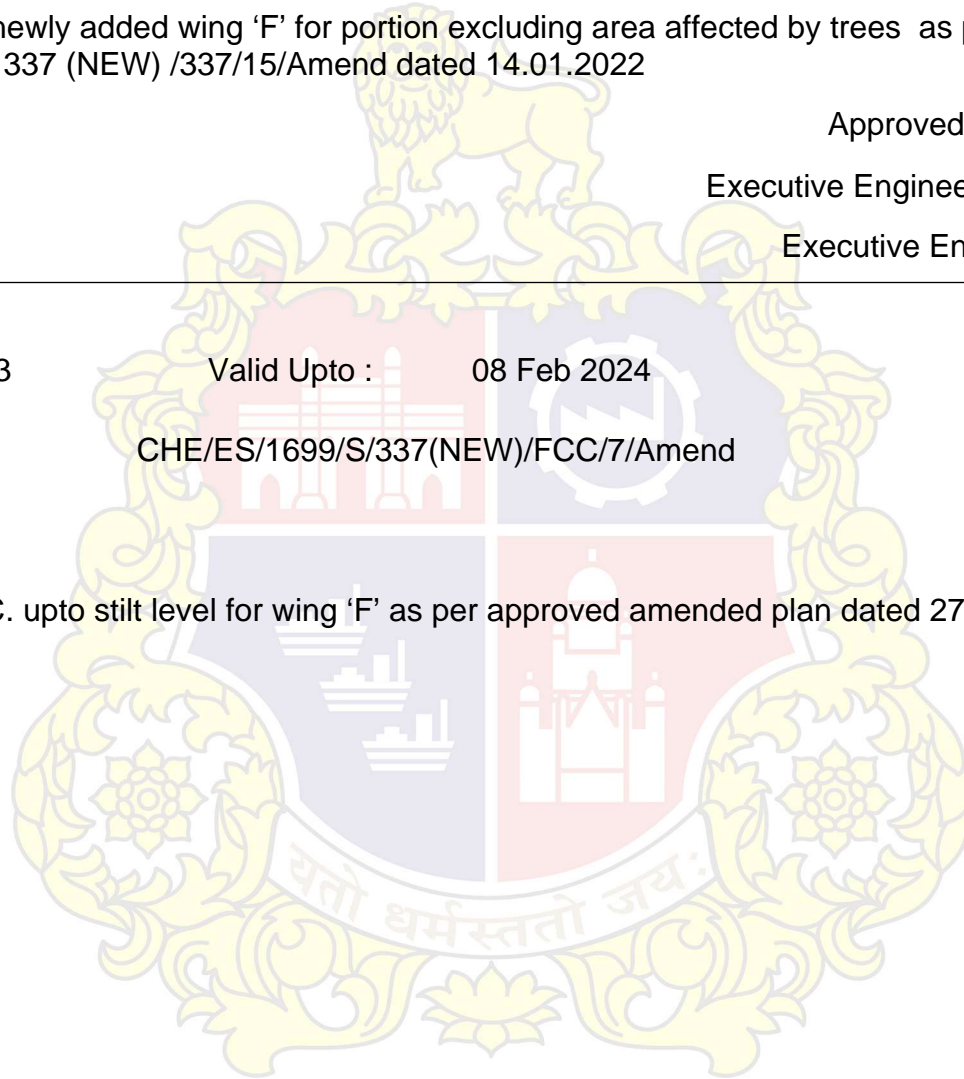 newly added wing ‘F’ for portion excluding area affected by trees as
337 (NEW) /337/15/Amend dated 14.01.2022
Approved
Executive
Executive
3 Valid Upto : 08 Feb 2024
CHE/ES/1699/S/337(NEW)/FCC/7/Amend
upto stilt level for wing ‘F’ as per approved amended plan dated 27
यतो धर्मस्ततो जय: